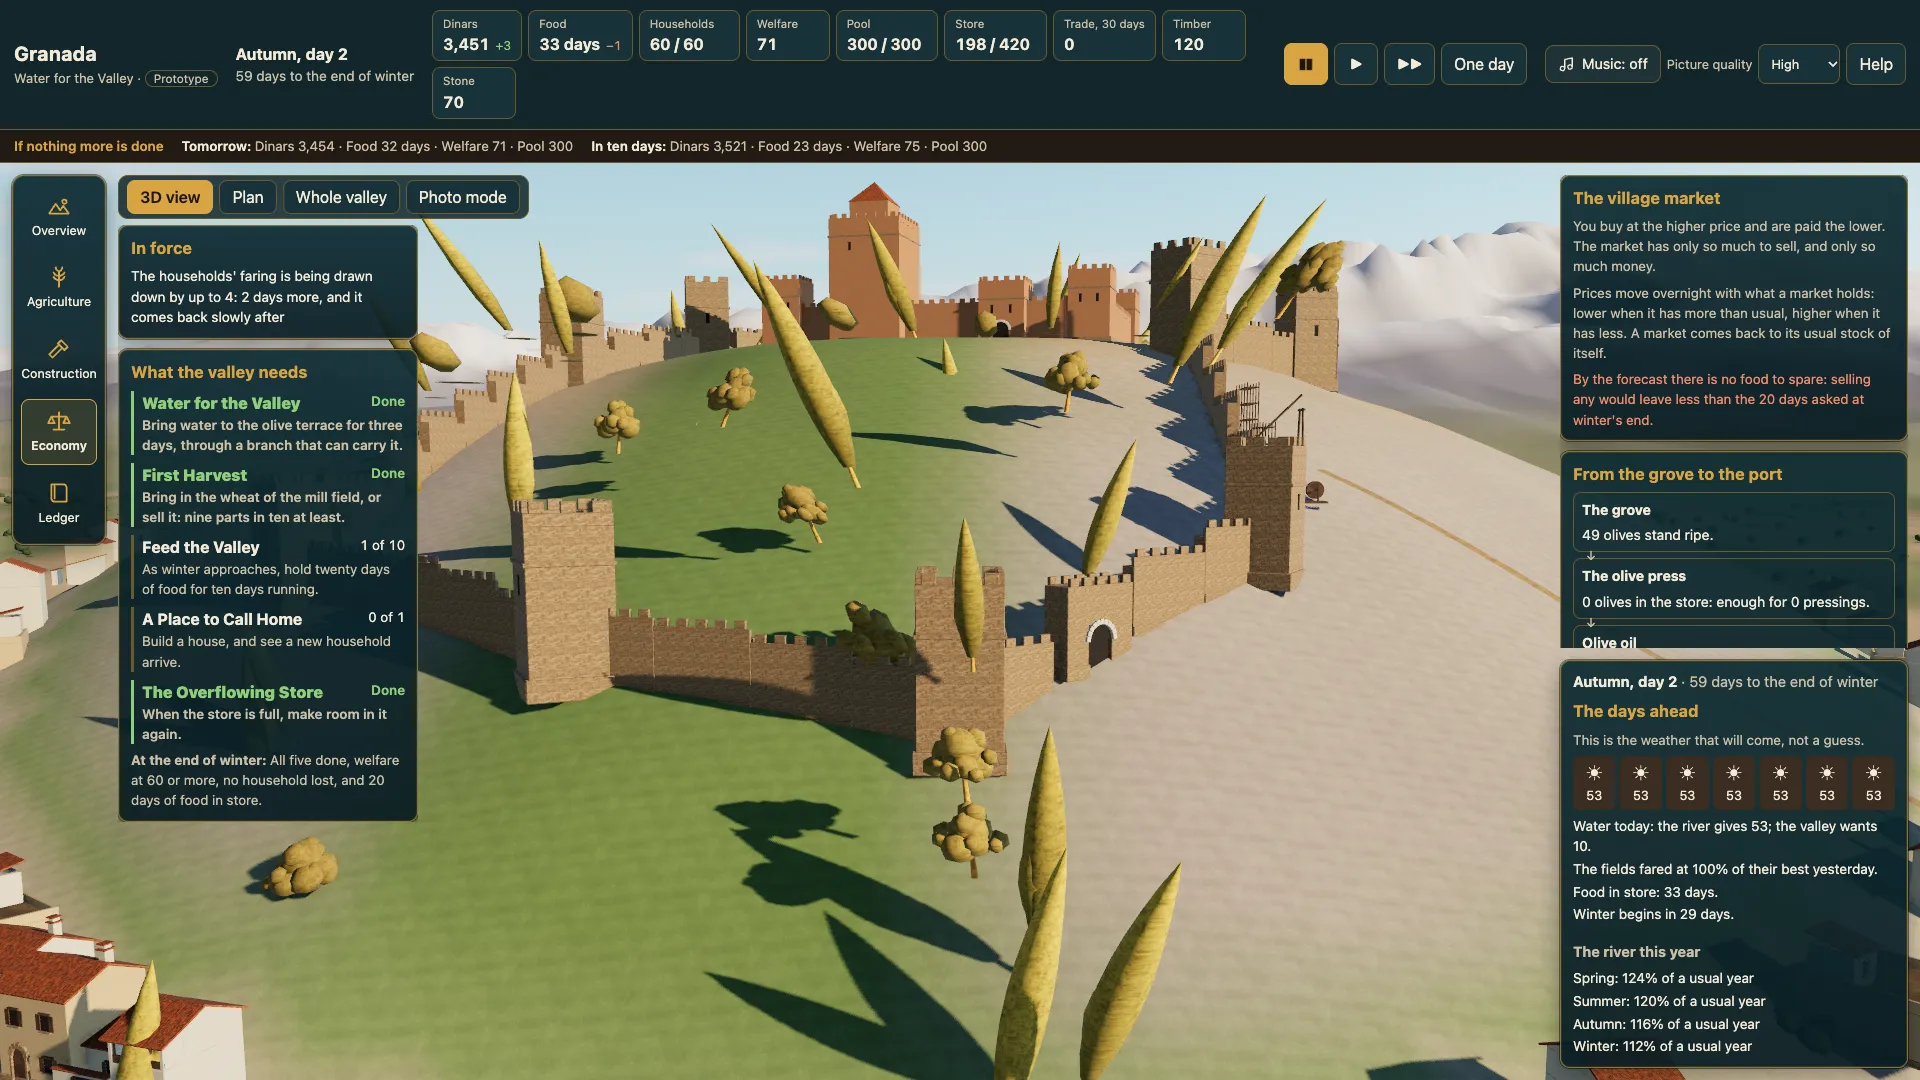 Granada
Water for the Valley · Prototype
Autumn, day 2
59 days to the end of winter
Dinars
3,451 +3
Food
33 days −1
Households
60 / 60
Welfare
71
Pool
300 / 300
Store
198 / 420
Trade, 30 days
0
Timber
120
Stone
70
One day
Music: off
Picture quality
High
Help
If nothing more is done Tomorrow: Dinars 3,454 · Food 32 days · Welfare 71 · Pool 300 In ten days: Dinars 3,521 · Food 23 days · Welfare 75 · Pool 300
Overview
Agriculture
Construction
Economy
Ledger
3D view
Plan
Whole valley
Photo mode
In force
The households' faring is being drawn
down by up to 4: 2 days more, and it
comes back slowly after
What the valley needs
Water for the Valley Done
Bring water to the olive terrace for three
days, through a branch that can carry it.
First Harvest Done
Bring in the wheat of the mill field, or
sell it: nine parts in ten at least.
Feed the Valley 1 of 10
As winter approaches, hold twenty days
of food for ten days running.
A Place to Call Home 0 of 1
Build a house, and see a new household
arrive.
The Overflowing Store Done
When the store is full, make room in it
again.
At the end of winter: All five done, welfare
at 60 or more, no household lost, and 20
days of food in store.
The village market
You buy at the higher price and are paid the lower.
The market has only so much to sell, and only so
much money.
Prices move overnight with what a market holds:
lower when it has more than usual, higher when it
has less. A market comes back to its usual stock of
itself.
By the forecast there is no food to spare: selling
any would leave less than the 20 days asked at
winter's end.
From the grove to the port
The grove
49 olives stand ripe.
↓
The olive press
0 olives in the store: enough for 0 pressings.
↓
Olive oil
Autumn, day 2 · 59 days to the end of winter
The days ahead
This is the weather that will come, not a guess.
53 53 53 53 53 53 53
Water today: the river gives 53; the valley wants
10.
The fields fared at 100% of their best yesterday.
Food in store: 33 days.
Winter begins in 29 days.
The river this year
Spring: 124% of a usual year
Summer: 120% of a usual year
Autumn: 116% of a usual year
Winter: 112% of a usual year